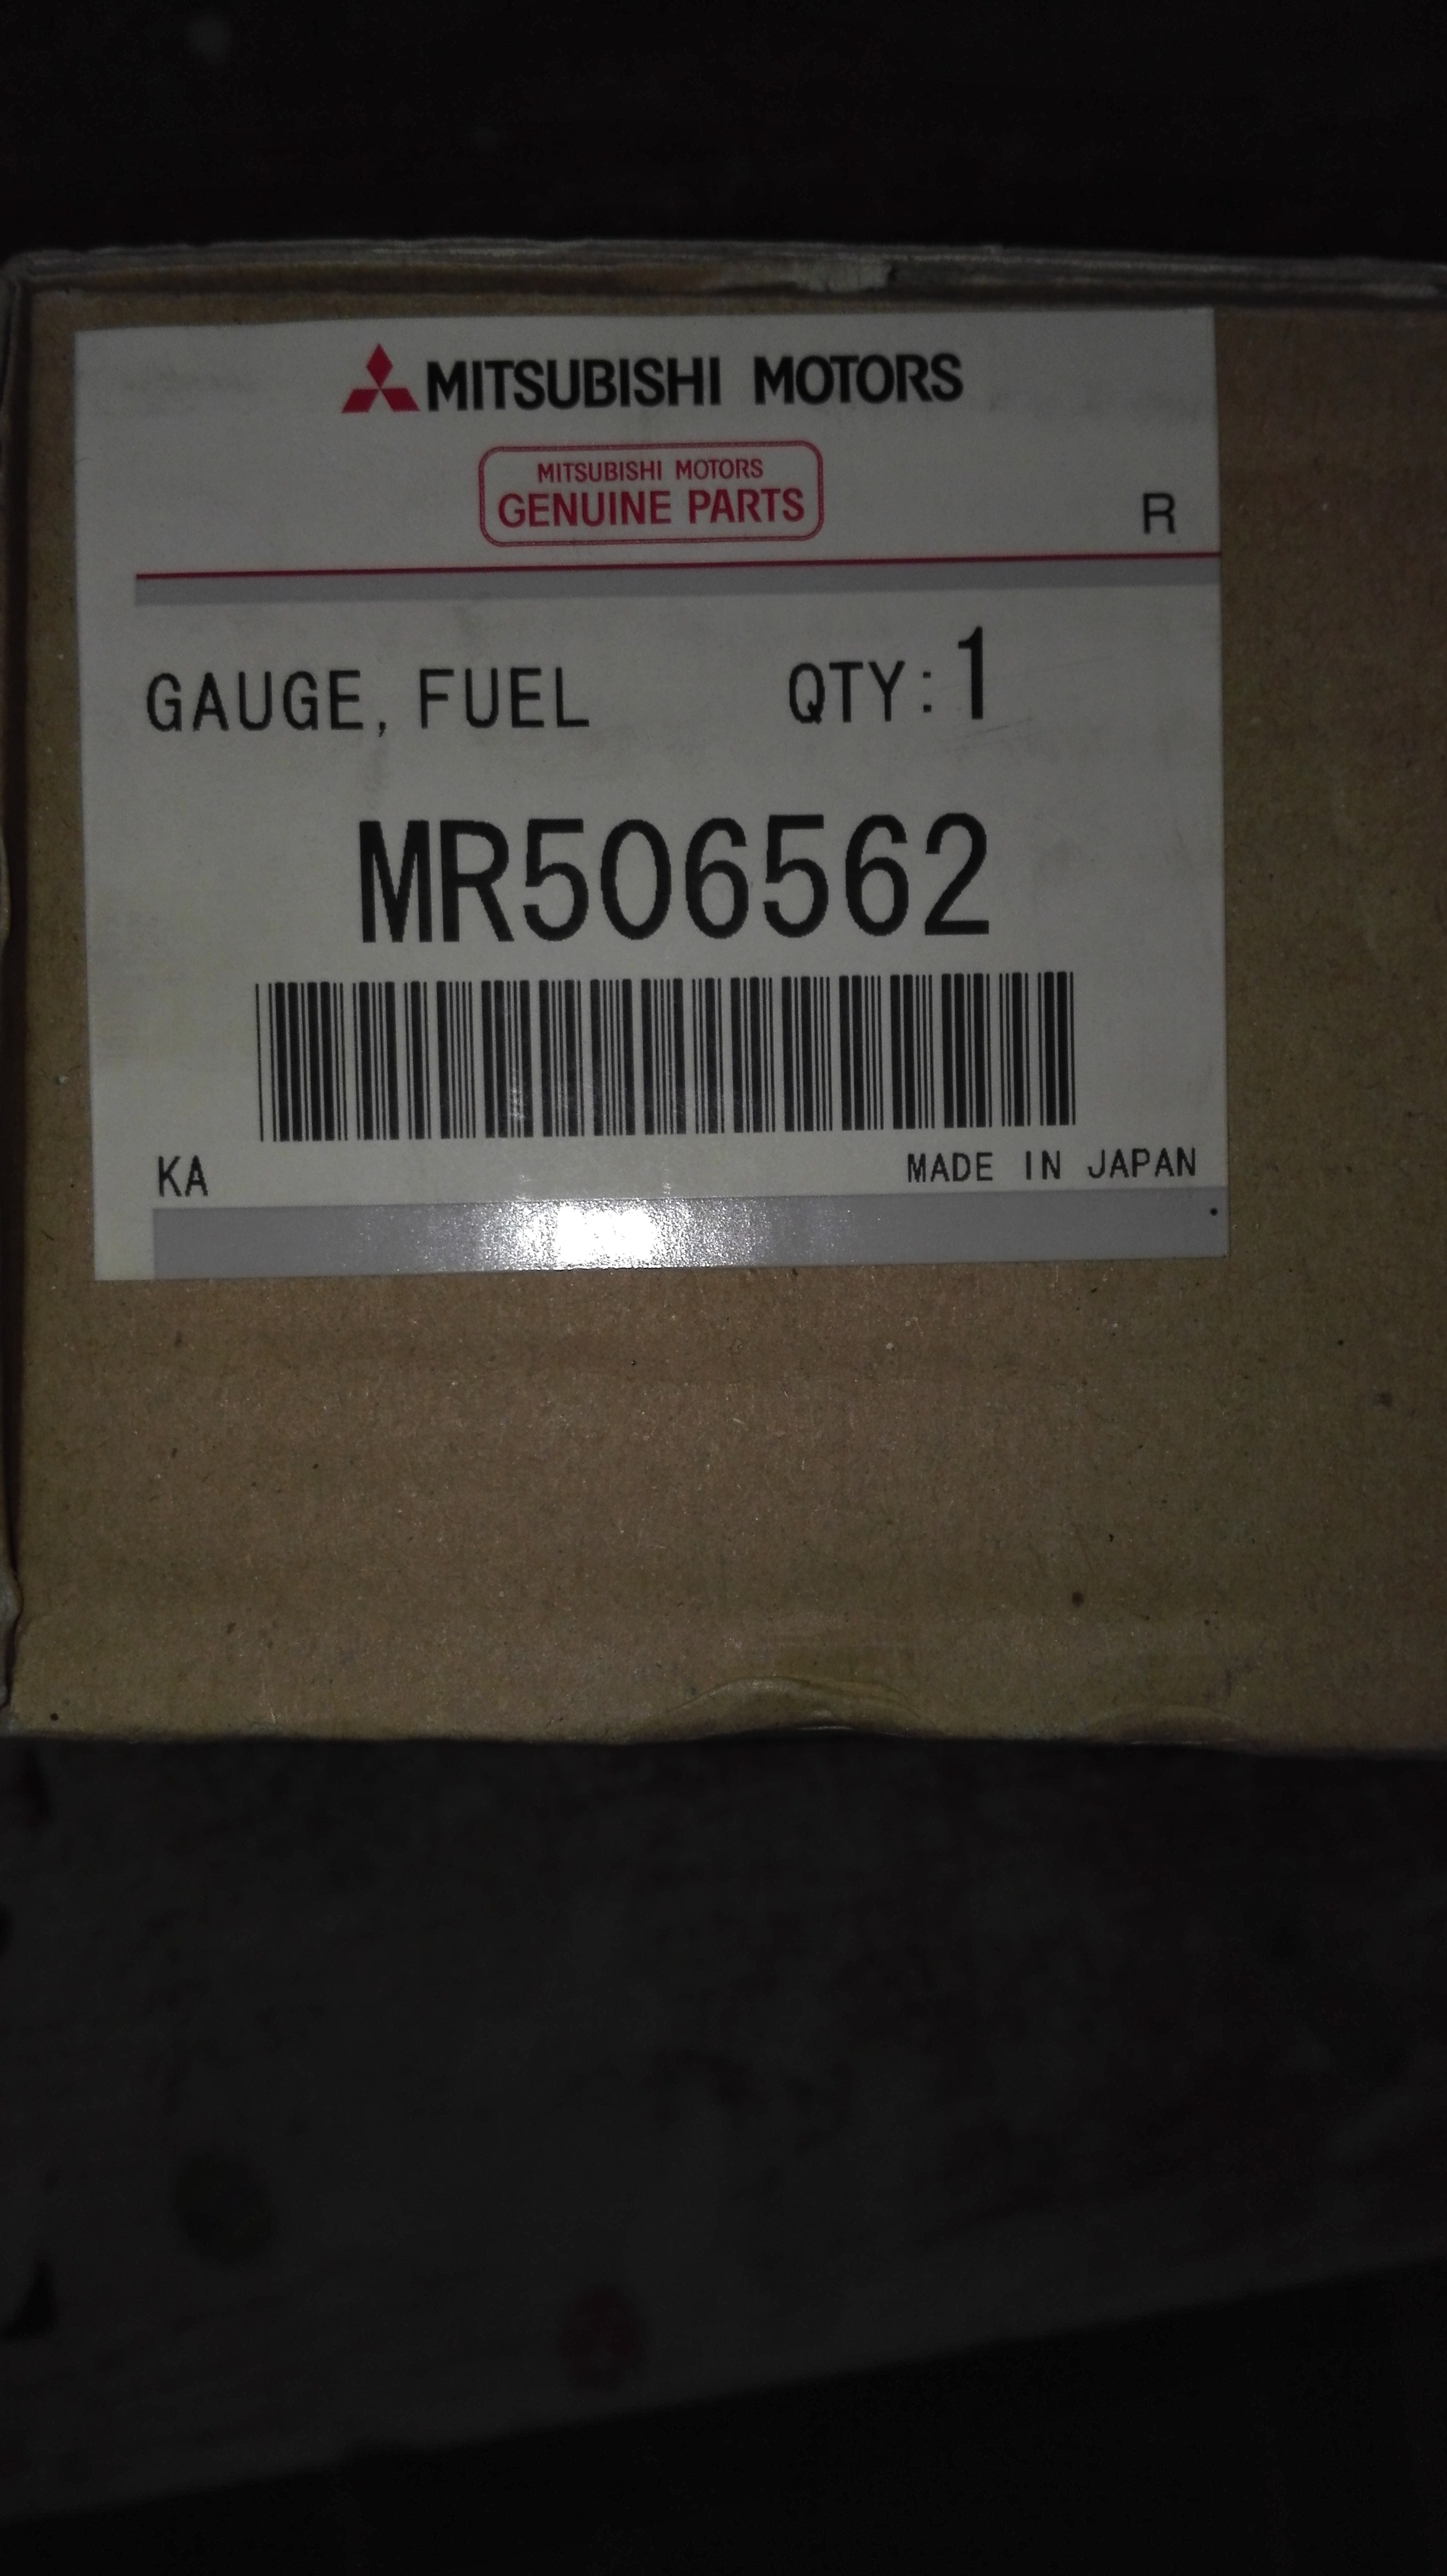 MITSUBISHI MOTORS
MITSUBISHI MOTORS
GENUINE PARTS
R
GAUGE, FUEL QTY:1
MR506562
KA MADE IN JAPAN